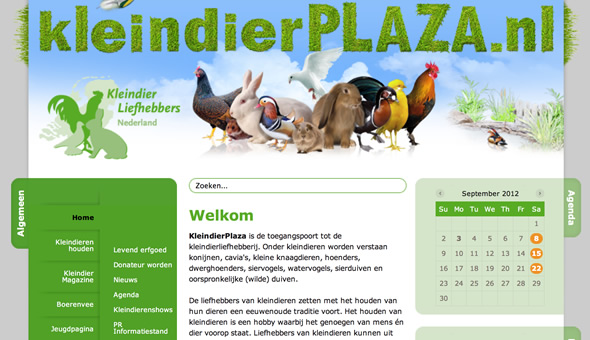 kleindierPLAZA.nl
Kleindier
Liefhebbers
Nederland
Algemeen
Home
Kleindieren
houden
Kleindier
Magazine
Boerenvee
Jeugdpagina
Levend erfgoed
Donateur worden
Nieuws
Agenda
Kleindierenshows
PR
Informatiestand
Zoeken...
Welkom
KleindierPlaza is de toegangspoort tot de
kleindierliefhebberij. Onder kleindieren worden verstaan
konijnen, cavia's, kleine knaagdieren, hoenders,
dwerghoenders, siervogels, watervogels, sierduiven en
oorspronkelijke (wilde) duiven.
De liefhebbers van kleindieren zetten met het houden van
hun dieren een eeuwenoude traditie voort. Het houden van
kleindieren is een hobby waarbij het genoegen van mens én
dier voorop staat. Liefhebbers van kleindieren kunnen uit
September 2012
Su Mo Tu We Th Fr Sa
1
2 3 4 5 6 7 8
9 10 11 12 13 14 15
16 17 18 19 20 21 22
23 24 25 26 27 28 29
30
Agenda